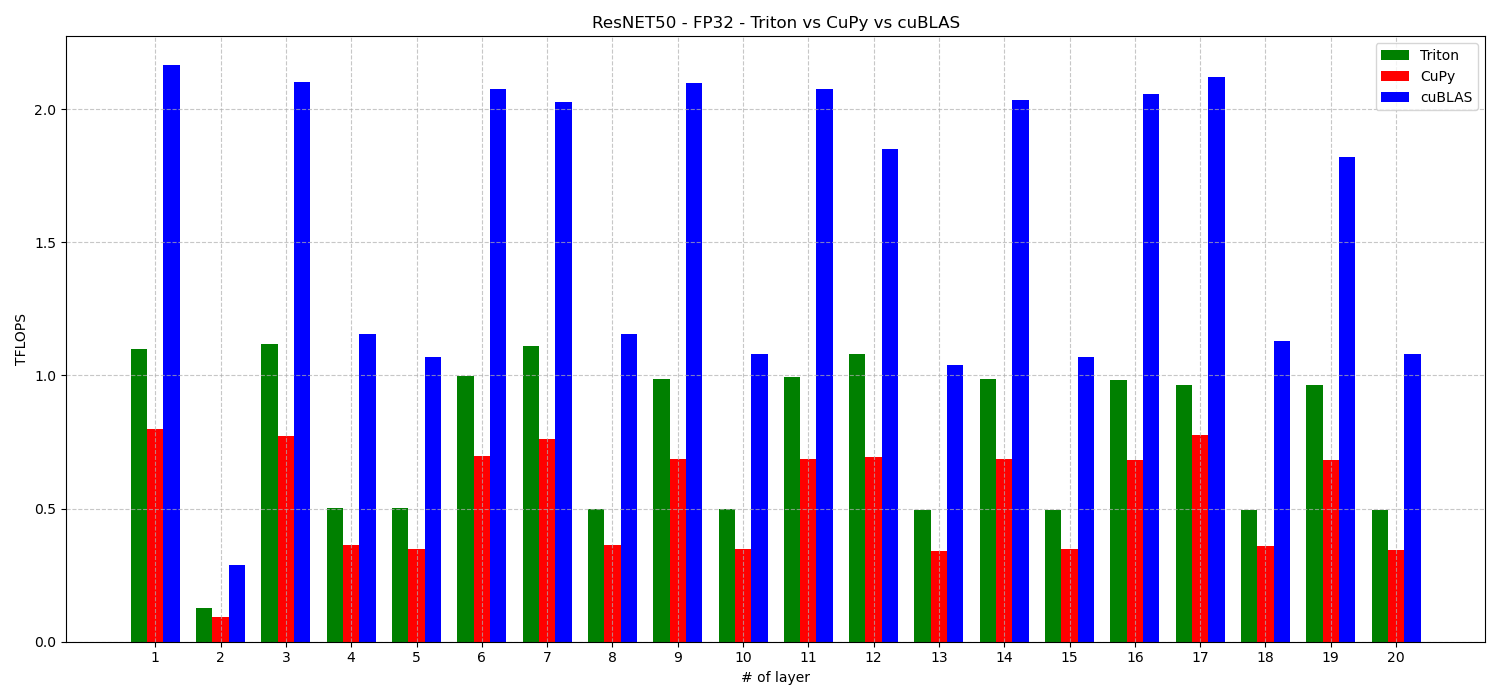 ResNET50 - FP32 - Triton vs CuPy vs cuBLAS
Triton
CuPy
cuBLAS
TFLOPS
2.0
1.5
1.0
0.5
0.0
1 2 3 4 5 6 7 8 9 10 11 12 13 14 15 16 17 18 19 20
# of layer